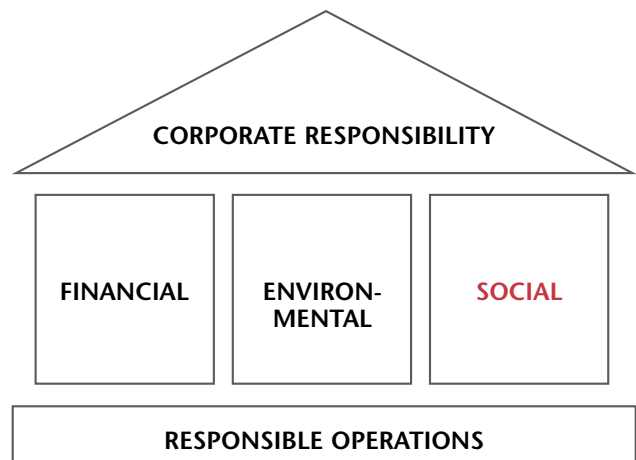 CORPORATE RESPONSIBILITY
FINANCIAL
ENVIRON-
MENTAL
SOCIAL
RESPONSIBLE OPERATIONS